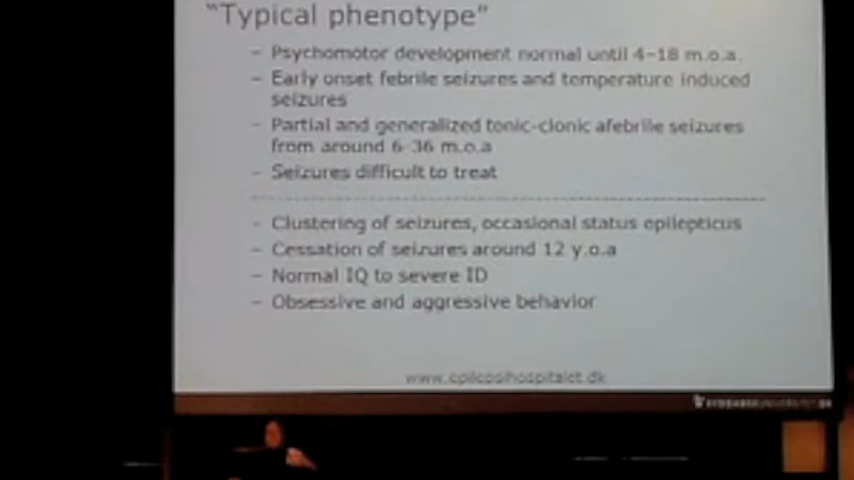 "Typical phenotype"
– Psychomotor development normal until 4–18 m.o.a.
– Early onset febrile seizures and temperature induced
seizures
– Partial and generalized tonic-clonic afebrile seizures
from around 6-36 m.o.a
– Seizures difficult to treat
– Clustering of seizures, occasional status epilepticus
– Cessation of seizures around 12 y.o.a
– Normal IQ to severe ID
– Obsessive and aggressive behavior
www.epilepsihospitalet.dk